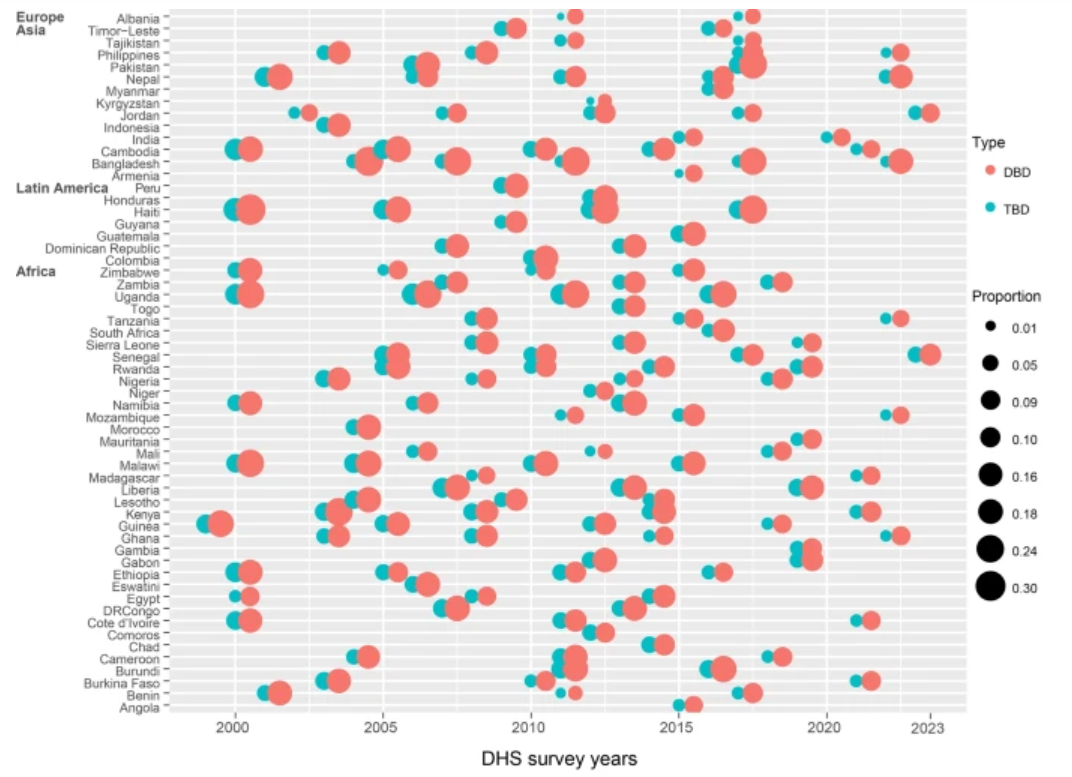 Europe
Asia
Albania
Timor−Leste
Tajikistan
Philippines
Pakistan
Nepal
Myanmar
Kyrgyzstan
Jordan
Indonesia
India
Cambodia
Bangladesh
Armenia
Latin America
Peru
Honduras
Haiti
Guyana
Guatemala
Dominican Republic
Colombia
Africa
Zimbabwe
Zambia
Uganda
Togo
Tanzania
South Africa
Sierra Leone
Senegal
Rwanda
Nigeria
Niger
Namibia
Mozambique
Morocco
Mauritania
Mali
Malawi
Madagascar
Liberia
Lesotho
Kenya
Guinea
Ghana
Gambia
Gabon
Ethiopia
Eswatini
Egypt
DRCongo
Cote d'Ivoire
Comoros
Chad
Cameroon
Burundi
Burkina Faso
Benin
Angola
2000 2005 2010 2015 2020 2023
DHS survey years
Type
DBD
TBD
Proportion
0.01
0.05
0.09
0.10
0.16
0.18
0.24
0.30